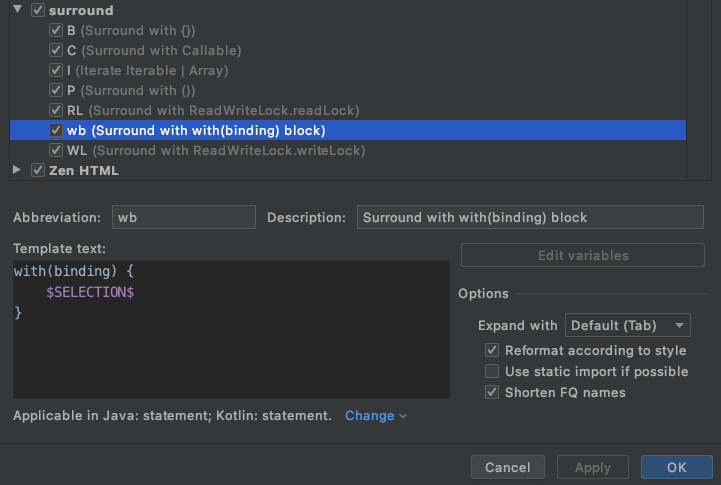 surround
B (Surround with {})
C (Surround with Callable)
I (Iterate Iterable | Array)
P (Surround with ())
RL (Surround with ReadWriteLock.readLock)
wb (Surround with with(binding) block)
WL (Surround with ReadWriteLock.writeLock)
Zen HTML
Abbreviation: wb Description: Surround with with(binding) block
Template text: Edit variables
with(binding) {
    $SELECTION$
}
Options
Expand with Default (Tab)
Reformat according to style
Use static import if possible
Shorten FQ names
Applicable in Java: statement; Kotlin: statement. Change
Cancel Apply OK